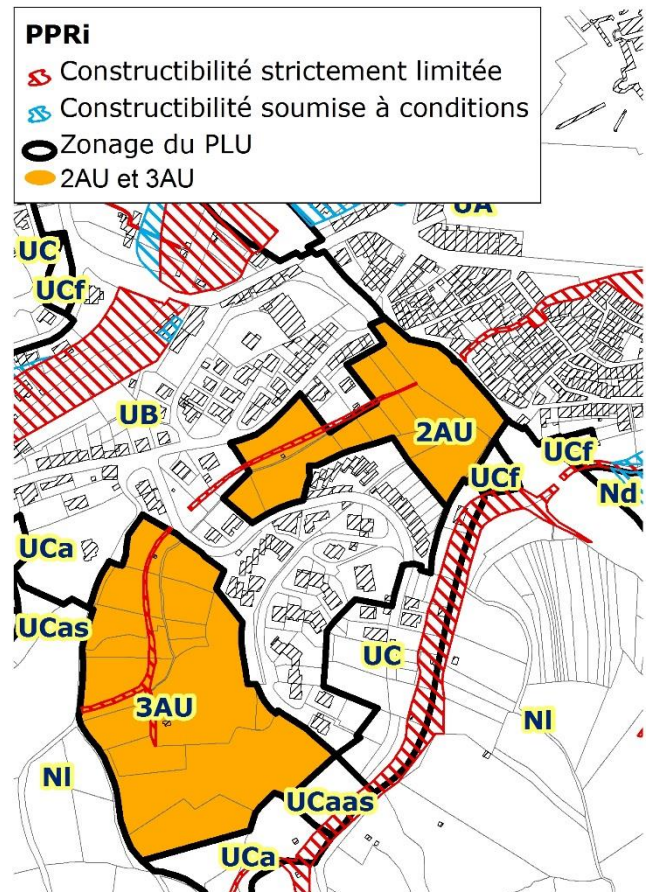 PPRi
Constructibilité strictement limitée
Constructibilité soumise à conditions
Zonage du PLU
2AU et 3AU
UA
UC
UCf
UB
2AU
UCf
UCf
Nd
UCa
UCas
UC
3AU
Nl
Nl
UCaas
UCa